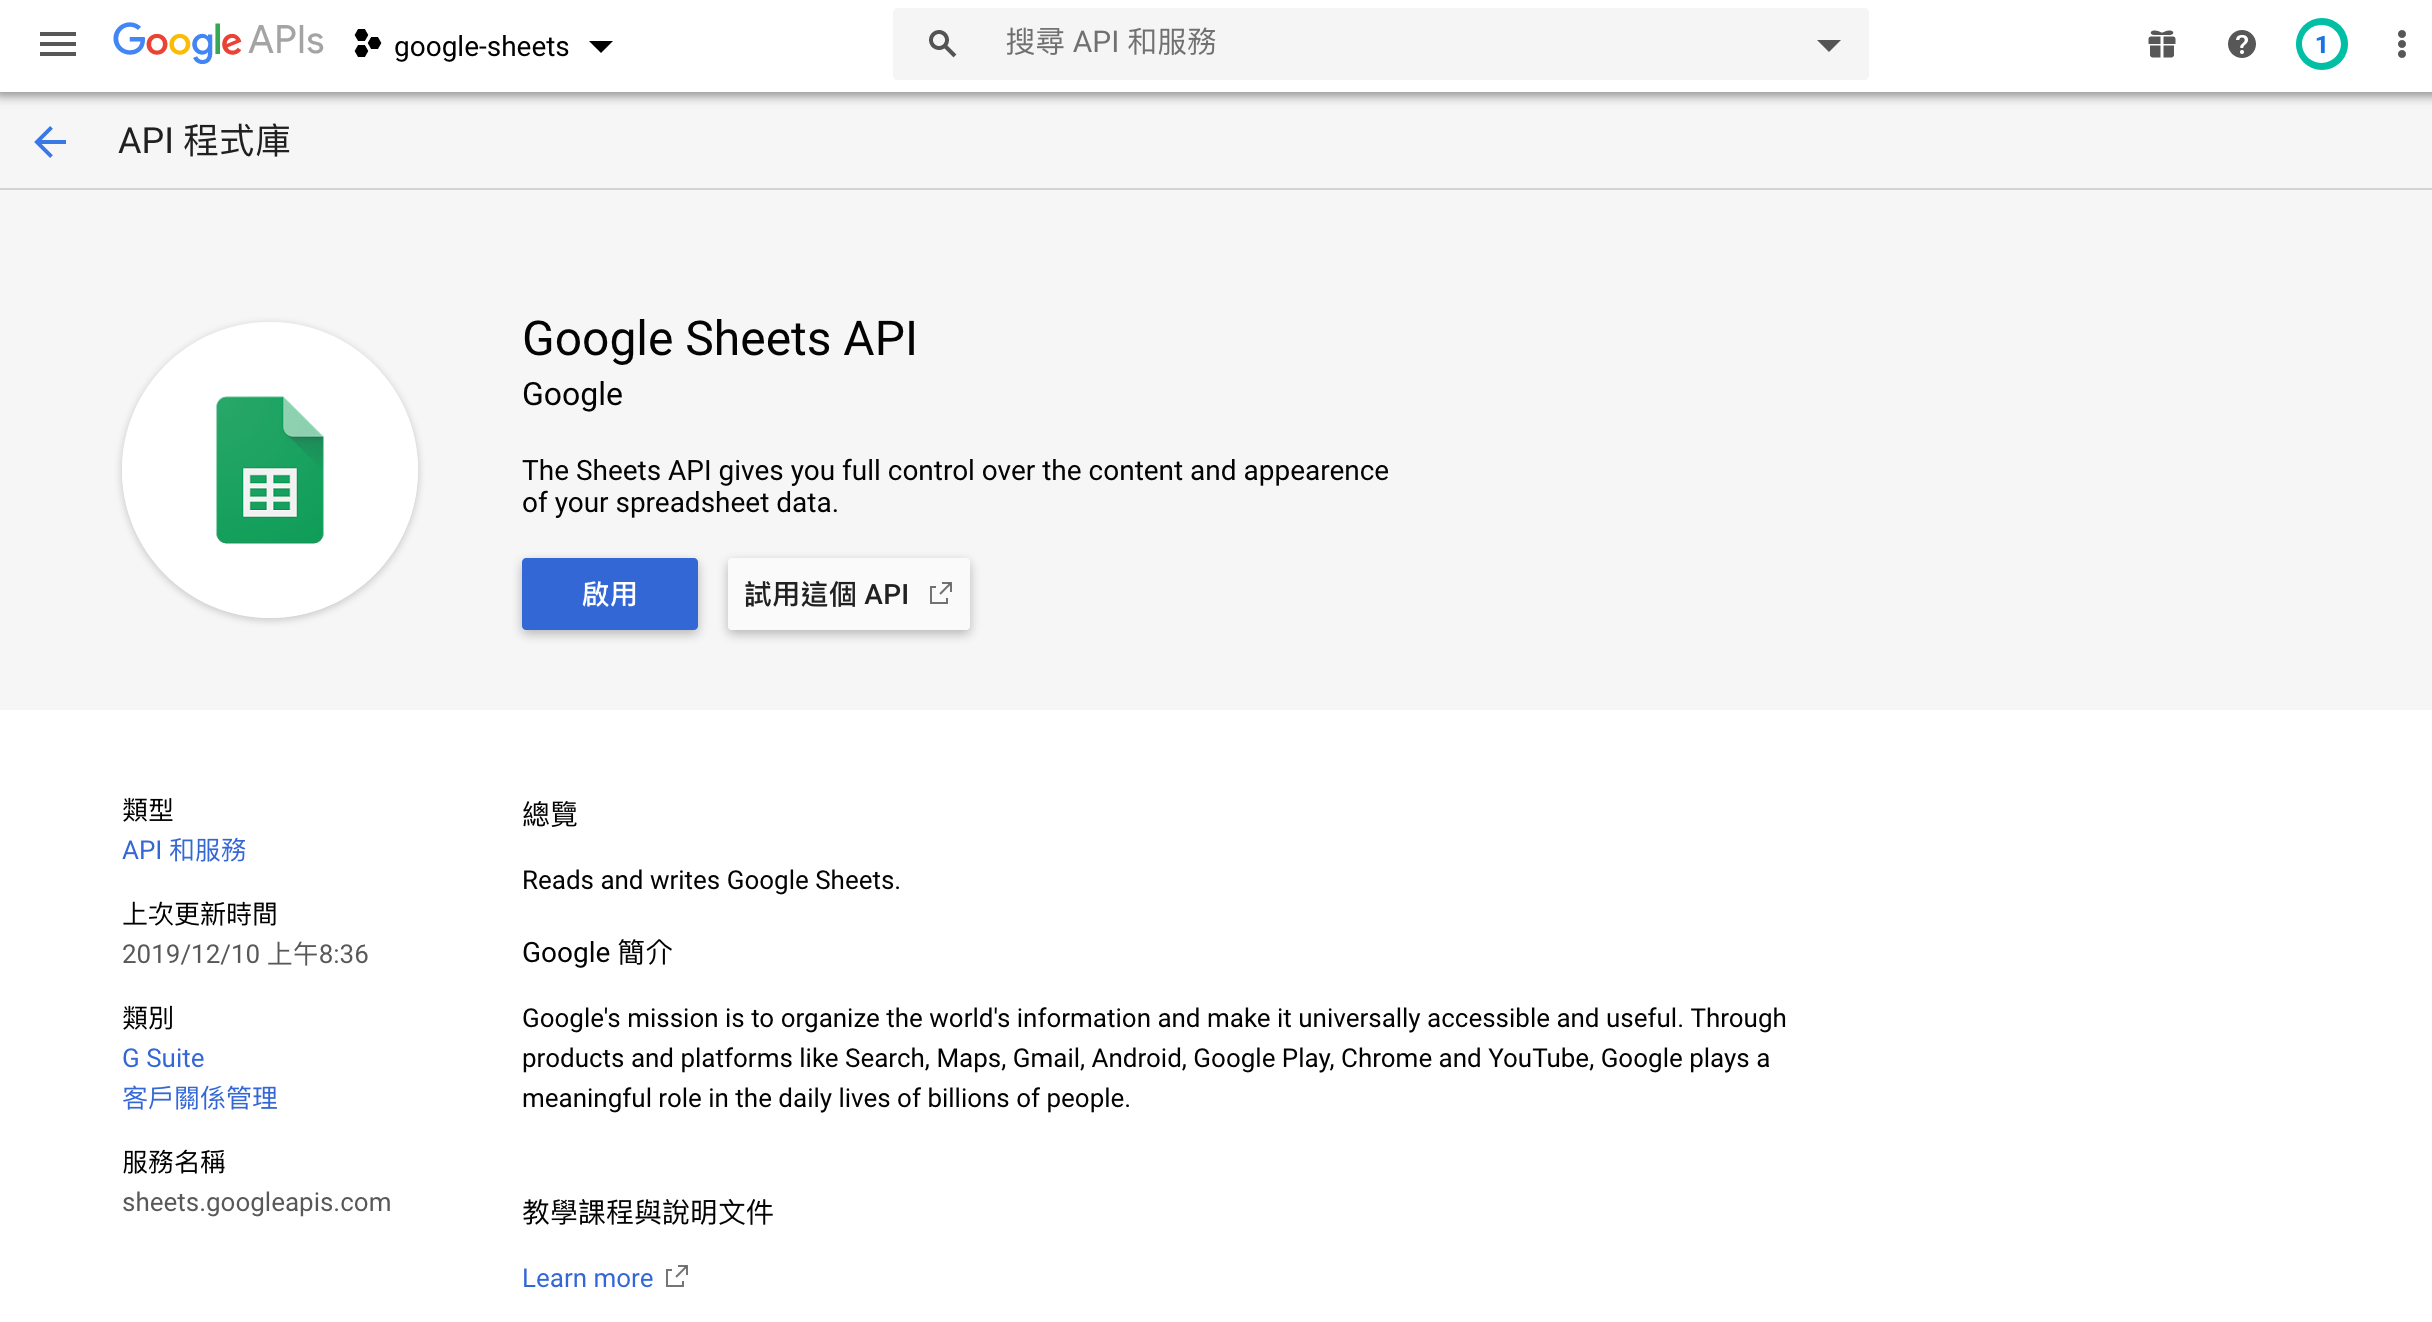 Google APIs google-sheets 搜尋 API 和服務 1
API 程式庫
Google Sheets API
Google
The Sheets API gives you full control over the content and appearence
of your spreadsheet data.
啟用 試用這個 API
類型
API 和服務
上次更新時間
2019/12/10 上午8:36
類別
G Suite
客戶關係管理
服務名稱
sheets.googleapis.com
總覽
Reads and writes Google Sheets.
Google 簡介
Google's mission is to organize the world's information and make it universally accessible and useful. Through
products and platforms like Search, Maps, Gmail, Android, Google Play, Chrome and YouTube, Google plays a
meaningful role in the daily lives of billions of people.
教學課程與說明文件
Learn more